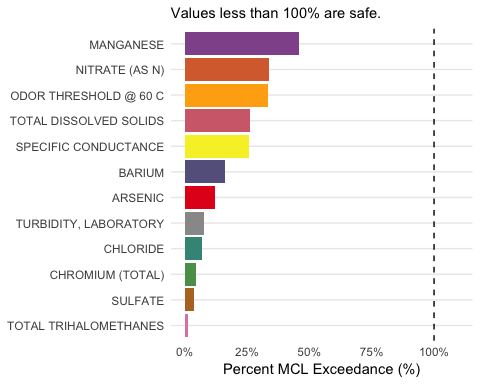 Values less than 100% are safe.
MANGANESE
NITRATE (AS N)
ODOR THRESHOLD @ 60 C
TOTAL DISSOLVED SOLIDS
SPECIFIC CONDUCTANCE
BARIUM
ARSENIC
TURBIDITY, LABORATORY
CHLORIDE
CHROMIUM (TOTAL)
SULFATE
TOTAL TRIHALOMETHANES
0% 25% 50% 75% 100%
Percent MCL Exceedance (%)